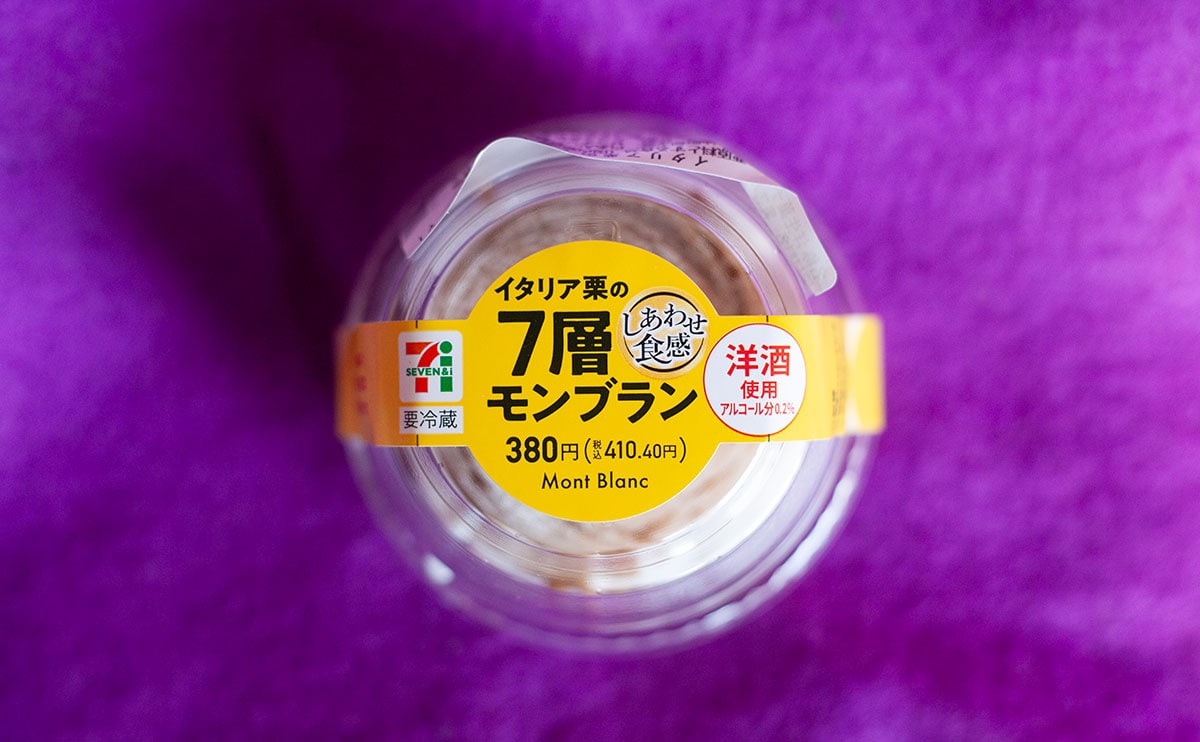 イタリア栗の
7層
モンブラン
しあわせ
食感
380円(税込410.40円)
Mont Blanc
SEVEN&i
要冷蔵
洋酒
使用
アルコール分0.2%